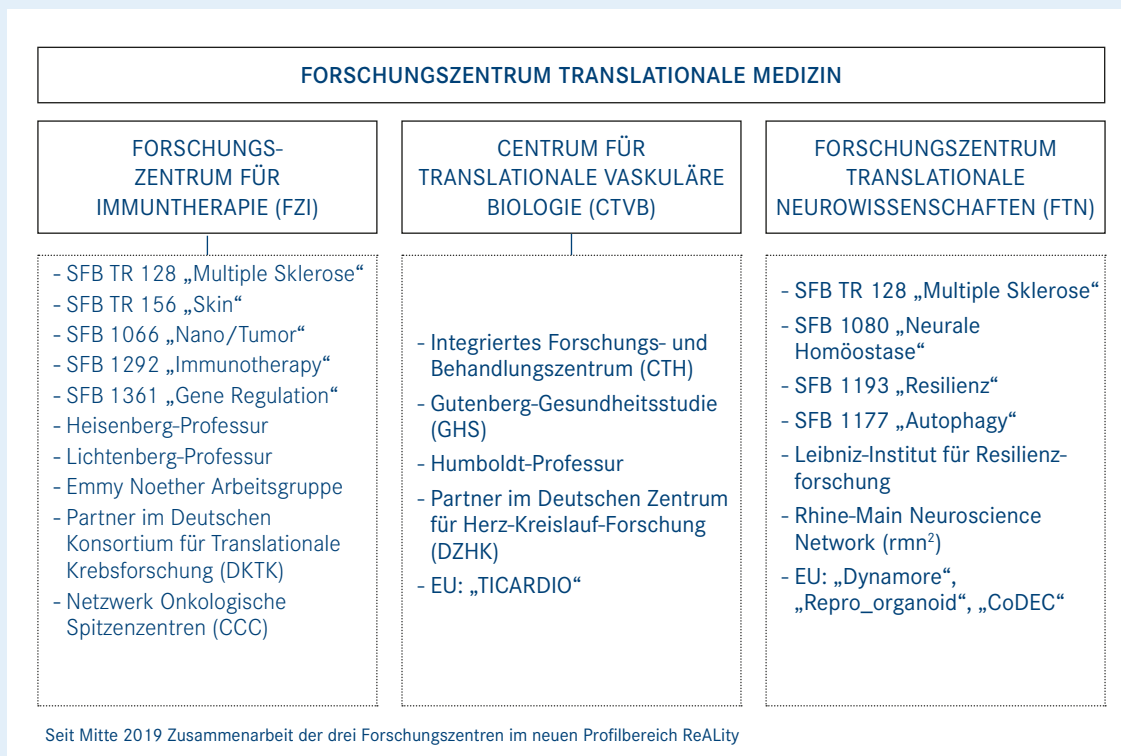 FORSCHUNGSZENTRUM TRANSLATIONALE MEDIZIN
FORSCHUNGS-
ZENTRUM FÜR
IMMUNTHERAPIE (FZI)
- SFB TR 128 „Multiple Sklerose“
- SFB TR 156 „Skin“
- SFB 1066 „Nano/Tumor“
- SFB 1292 „Immunotherapy“
- SFB 1361 „Gene Regulation“
- Heisenberg-Professur
- Lichtenberg-Professur
- Emmy Noether Arbeitsgruppe
- Partner im Deutschen
Konsortium für Translationale
Krebsforschung (DKTK)
- Netzwerk Onkologische
Spitzenzentren (CCC)
CENTRUM FÜR
TRANSLATIONALE VASKULÄRE
BIOLOGIE (CTVB)
- Integriertes Forschungs- und
Behandlungszentrum (CTH)
- Gutenberg-Gesundheitsstudie
(GHS)
- Humboldt-Professur
- Partner im Deutschen Zentrum
für Herz-Kreislauf-Forschung
(DZHK)
- EU: „TICARDIO“
FORSCHUNGSZENTRUM
TRANSLATIONALE
NEUROWISSENSCHAFTEN (FTN)
- SFB TR 128 „Multiple Sklerose“
- SFB 1080 „Neurale
Homöostase“
- SFB 1193 „Resilienz“
- SFB 1177 „Autophagy“
- Leibniz-Institut für Resilienz-
forschung
- Rhine-Main Neuroscience
Network (rmn²)
- EU: „Dynamore“,
„Repro_organoid“, „CoDEC“
Seit Mitte 2019 Zusammenarbeit der drei Forschungszentren im neuen Profilbereich ReALity